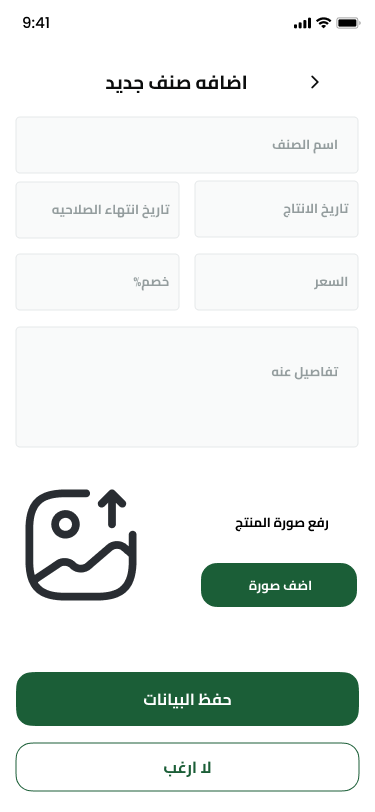 9:41
اضافه صنف جديد
اسم الصنف
تاريخ الانتاج
تاريخ انتهاء الصلاحيه
السعر
خصم%
تفاصيل عنه
رفع صورة المنتج
اضف صورة
حفظ البيانات
لا ارغب